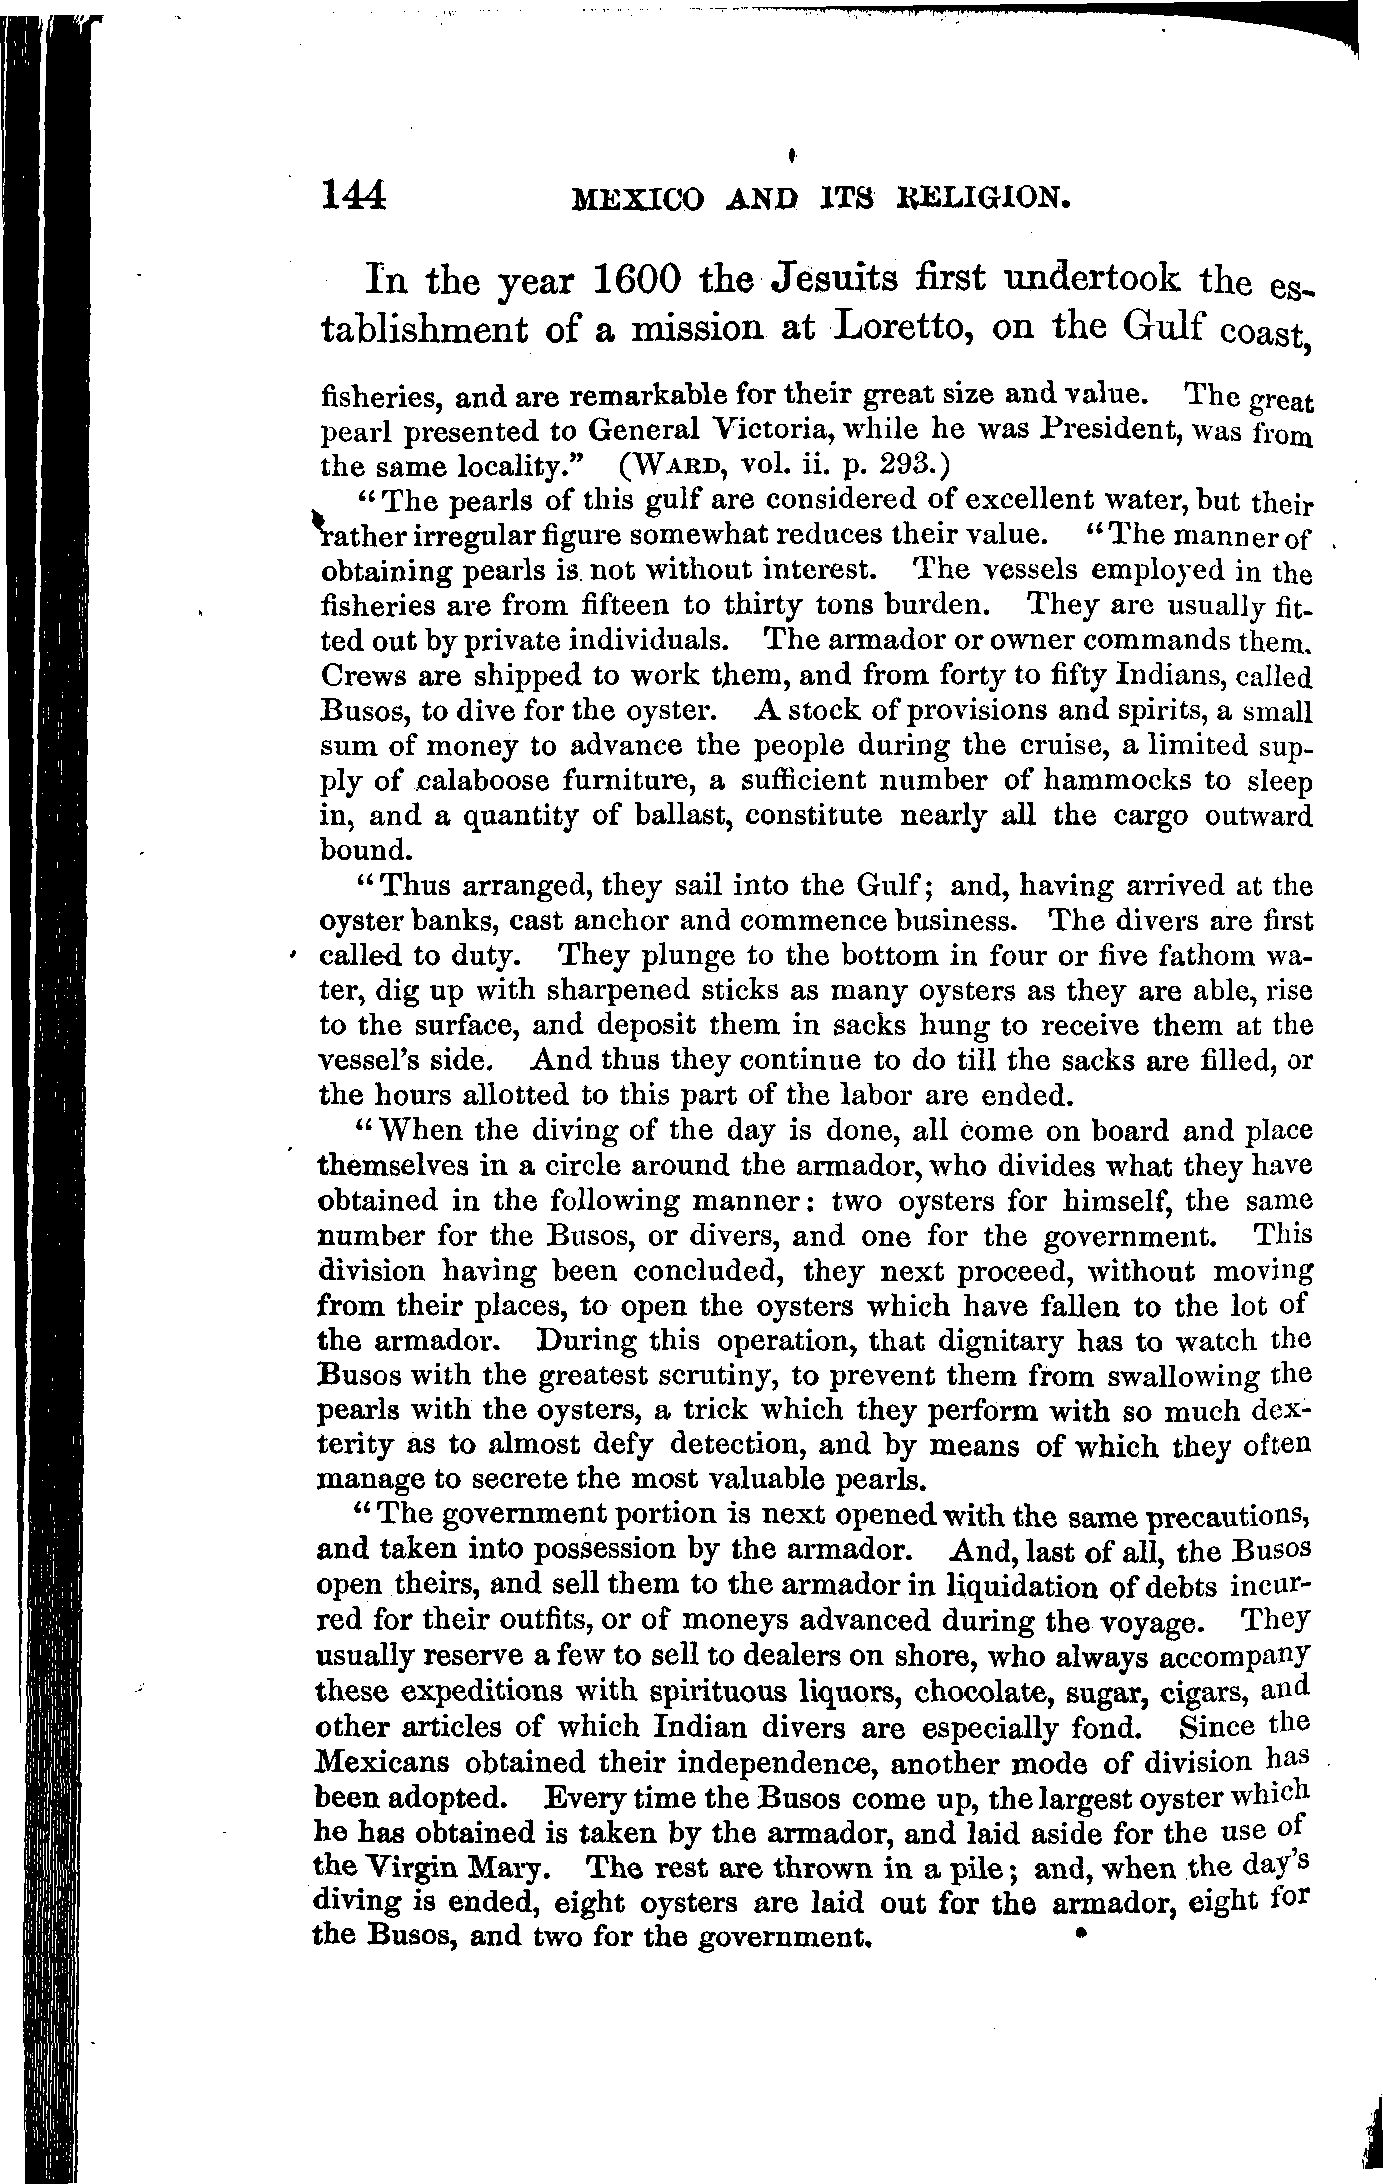 144 MEXICO AND ITS RELIGION.
In the year 1600 the Jesuits first undertook the es-
tablishment of a mission at Loretto, on the Gulf coast,
fisheries, and are remarkable for their great size and value. The great
pearl presented to General Victoria, while he was President, was from
the same locality.” (WARD, vol. ii. p. 293.)
“The pearls of this gulf are considered of excellent water, but their
rather irregular figure somewhat reduces their value. “The manner of
obtaining pearls is not without interest. The vessels employed in the
fisheries are from fifteen to thirty tons burden. They are usually fit-
ted out by private individuals. The armador or owner commands them.
Crews are shipped to work them, and from forty to fifty Indians, called
Busos, to dive for the oyster. A stock of provisions and spirits, a small
sum of money to advance the people during the cruise, a limited sup-
ply of calaboose furniture, a sufficient number of hammocks to sleep
in, and a quantity of ballast, constitute nearly all the cargo outward
bound.
“Thus arranged, they sail into the Gulf; and, having arrived at the
oyster banks, cast anchor and commence business. The divers are first
called to duty. They plunge to the bottom in four or five fathom wa-
ter, dig up with sharpened sticks as many oysters as they are able, rise
to the surface, and deposit them in sacks hung to receive them at the
vessel’s side. And thus they continue to do till the sacks are filled, or
the hours allotted to this part of the labor are ended.
“When the diving of the day is done, all come on board and place
themselves in a circle around the armador, who divides what they have
obtained in the following manner: two oysters for himself, the same
number for the Busos, or divers, and one for the government. This
division having been concluded, they next proceed, without moving
from their places, to open the oysters which have fallen to the lot of
the armador. During this operation, that dignitary has to watch the
Busos with the greatest scrutiny, to prevent them from swallowing the
pearls with the oysters, a trick which they perform with so much dex-
terity as to almost defy detection, and by means of which they often
manage to secrete the most valuable pearls.
“The government portion is next opened with the same precautions,
and taken into possession by the armador. And, last of all, the Busos
open theirs, and sell them to the armador in liquidation of debts incur-
red for their outfits, or of moneys advanced during the voyage. They
usually reserve a few to sell to dealers on shore, who always accompany
these expeditions with spirituous liquors, chocolate, sugar, cigars, and
other articles of which Indian divers are especially fond. Since the
Mexicans obtained their independence, another mode of division has
been adopted. Every time the Busos come up, the largest oyster which
he has obtained is taken by the armador, and laid aside for the use of
the Virgin Mary. The rest are thrown in a pile; and, when the day’s
diving is ended, eight oysters are laid out for the armador, eight for
the Busos, and two for the government.